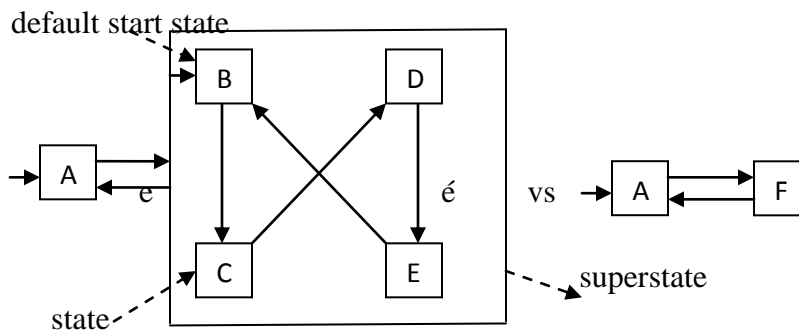 default start state
B D
A e é vs A F
C E
superstate
state